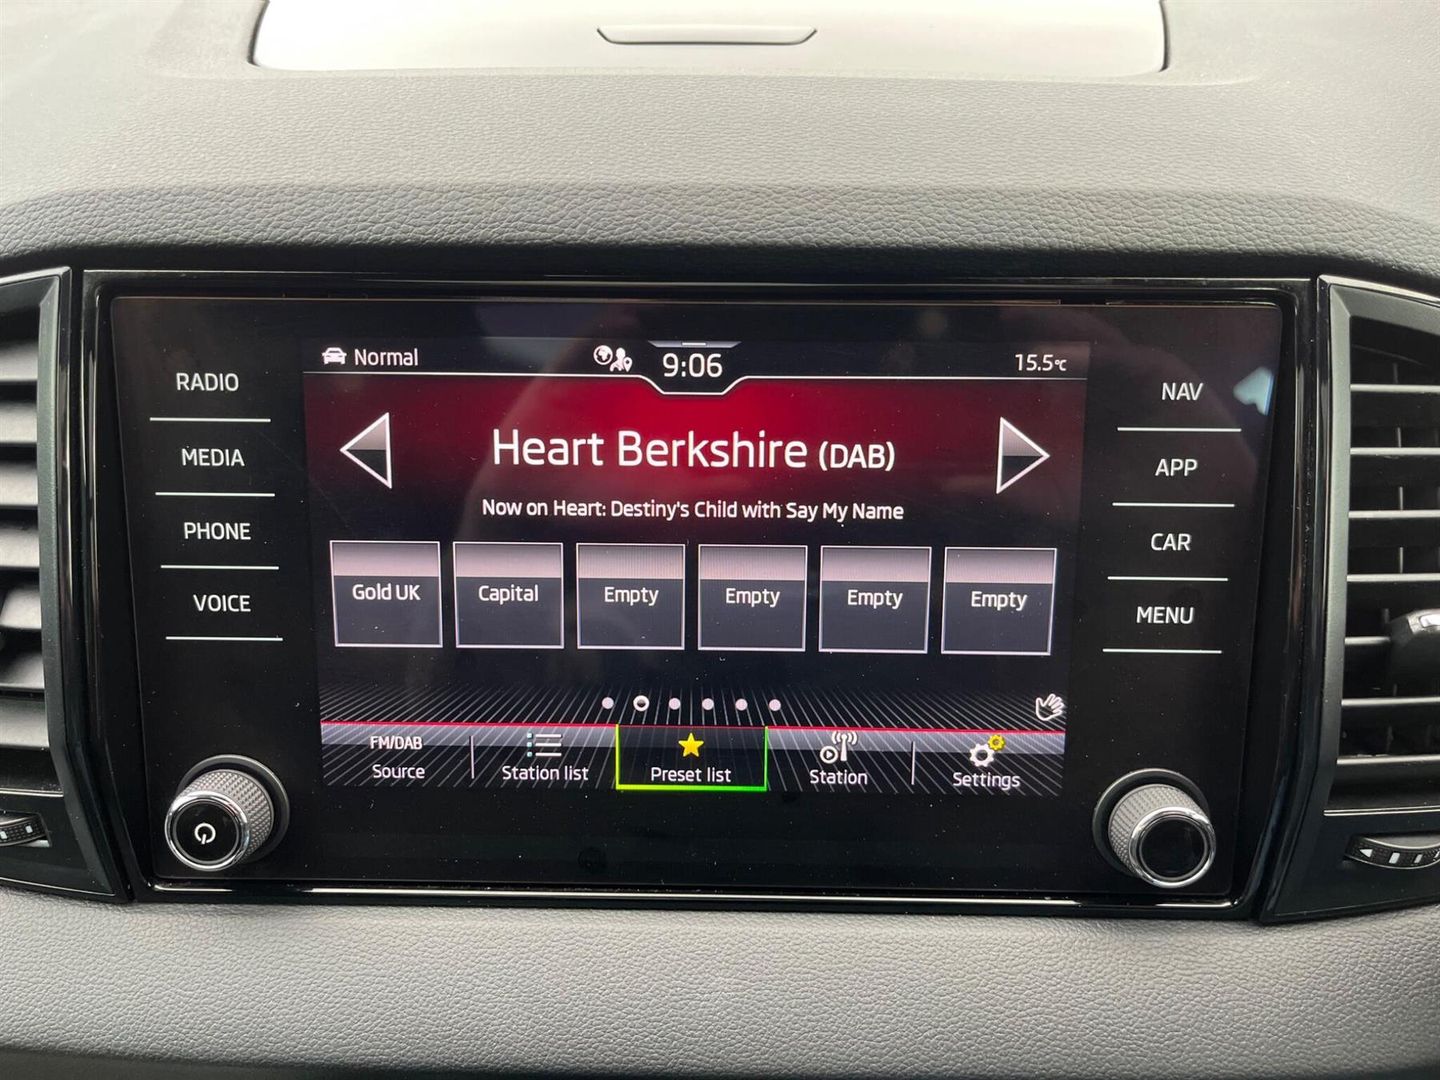 Normal
9:06
15.5°C
RADIO
MEDIA
PHONE
VOICE
NAV
APP
CAR
MENU
Heart Berkshire (DAB)
Now on Heart: Destiny's Child with Say My Name
Gold UK
Capital
Empty
Empty
Empty
Empty
FM/DAB
Source
Station list
Preset list
Station
Settings